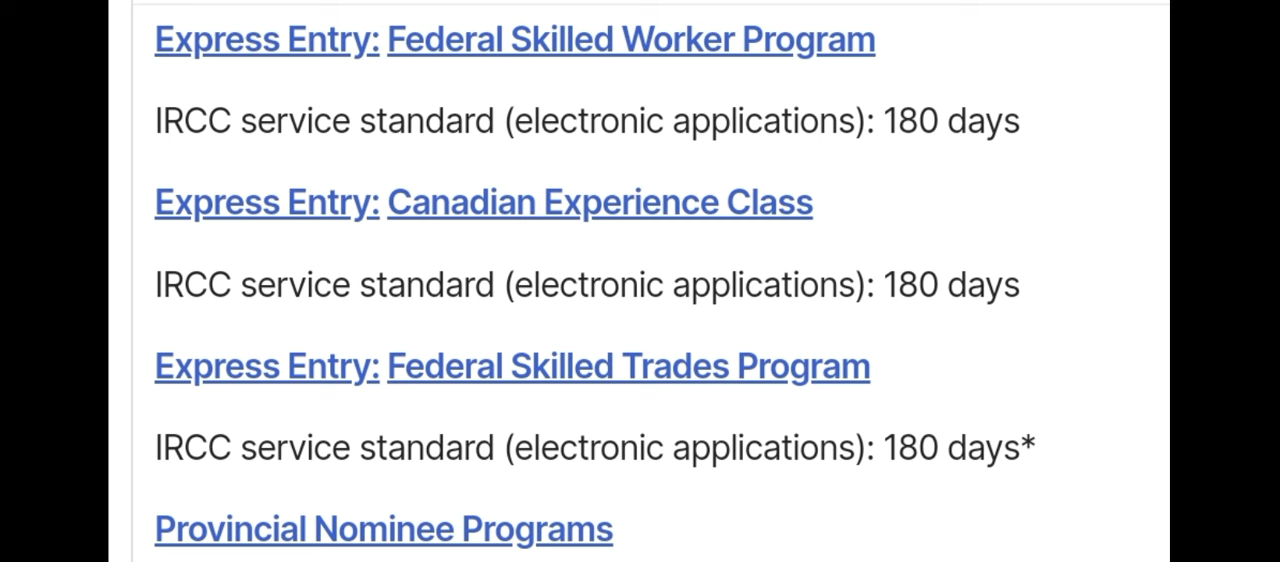 Express Entry: Federal Skilled Worker Program
IRCC service standard (electronic applications): 180 days
Express Entry: Canadian Experience Class
IRCC service standard (electronic applications): 180 days
Express Entry: Federal Skilled Trades Program
IRCC service standard (electronic applications): 180 days*
Provincial Nominee Programs